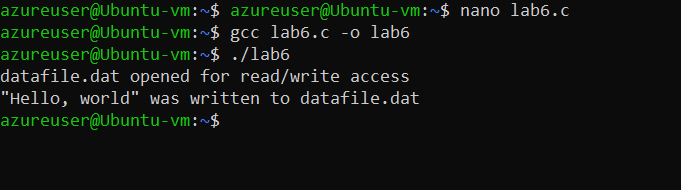 azureuser@Ubuntu-vm:~$ azureuser@Ubuntu-vm:~$ nano lab6.c
azureuser@Ubuntu-vm:~$ gcc lab6.c -o lab6
azureuser@Ubuntu-vm:~$ ./lab6
datafile.dat opened for read/write access
"Hello, world" was written to datafile.dat
azureuser@Ubuntu-vm:~$